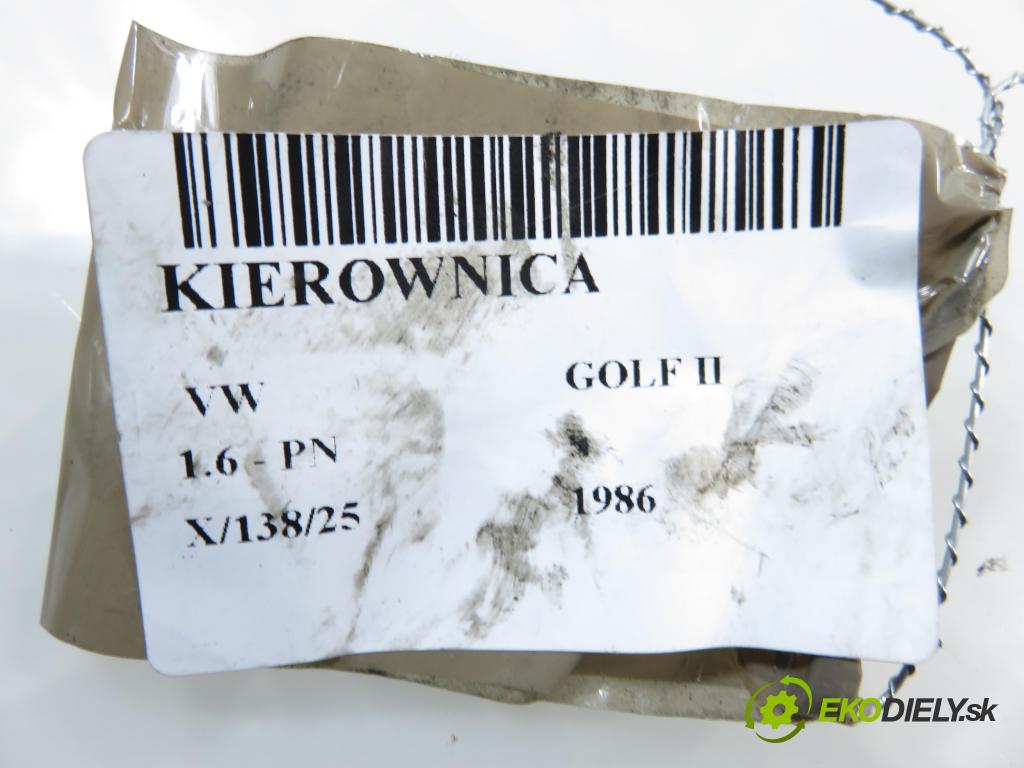 KIEROWNICA
VW GOLF II
1.6 - PN
X/138/25 1986
EKODIELY.sk